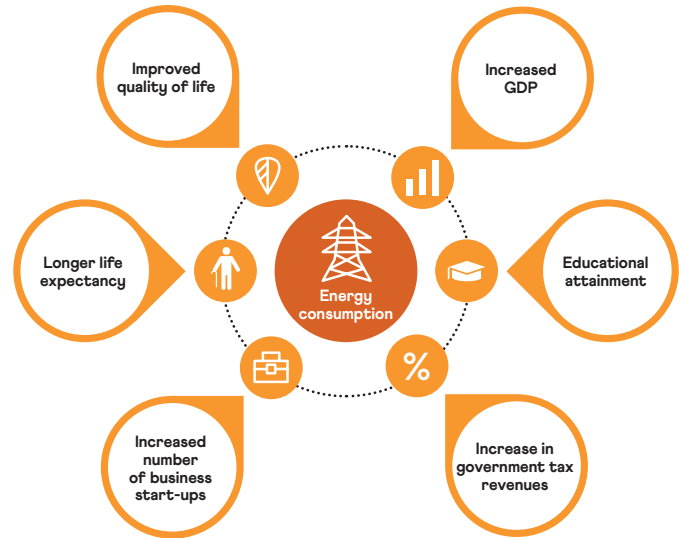 Improved
quality of life
Increased
GDP
Longer life
expectancy
Energy
consumption
Educational
attainment
%
Increased
number
of business
start-ups
Increase in
government tax
revenues